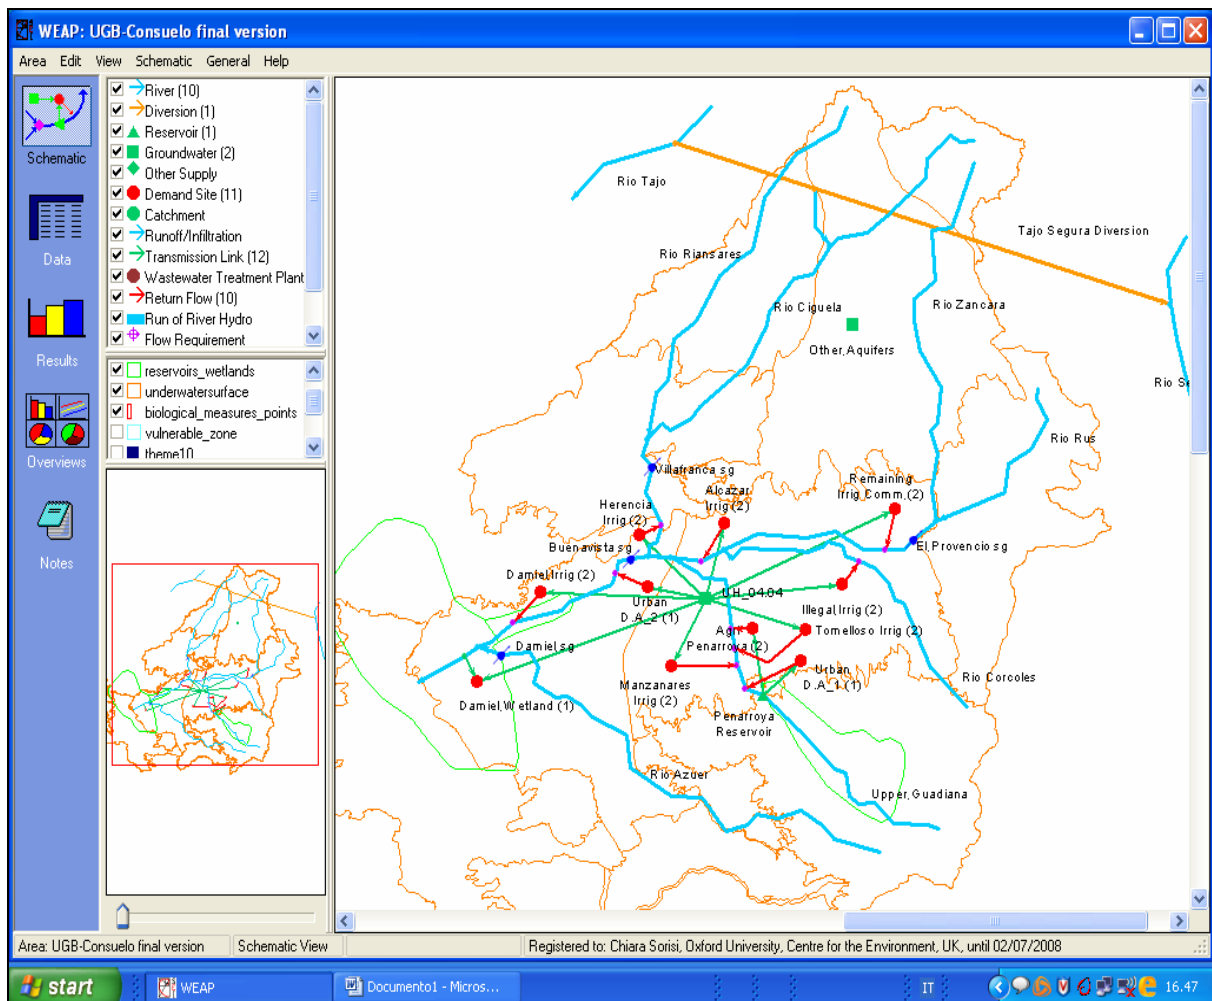 WEAP: UGB-Consuelo final version
Area Edit View Schematic General Help
Schematic
Data
Results
Overviews
Notes
River (10)
Diversion (1)
Reservoir (1)
Groundwater (2)
Other Supply
Demand Site (11)
Catchment
Runoff/Infiltration
Transmission Link (12)
Wastewater Treatment Plant
Return Flow (10)
Run of River Hydro
Flow Requirement
reservoirs_wetlands
underwatersurface
biological_measures_points
vulnerable_zone
theme10
Rio Tajo
Tajo Segura Diversion
Rio Riansares
Rio Ciguela
Rio Zancara
Other Aquifers
Rio Se
Rio Rus
Villafranca sg
Remaining
Irrig Comm. (2)
Alcazar
Irrig (2)
Herencia
Irrig (2)
Buenavista sg
El Provencio sg
Damiel Irrig (2)
UH_04.04
Urban
D.A_2 (1)
Illegal Irrig (2)
Agri
Penarroya (2)
Tomelloso Irrig (2)
Damiel sg
Urban
D.A_1 (1)
Manzanares
Irrig (2)
Rio Corcoles
Damiel Wetland (1)
Penarroya
Reservoir
Rio Azuer
Upper Guadiana
Area: UGB-Consuelo final version
Schematic View
Registered to: Chiara Sorisi, Oxford University, Centre for the Environment, UK, until 02/07/2008
start
WEAP
Documento1 - Micros...
IT
16.47